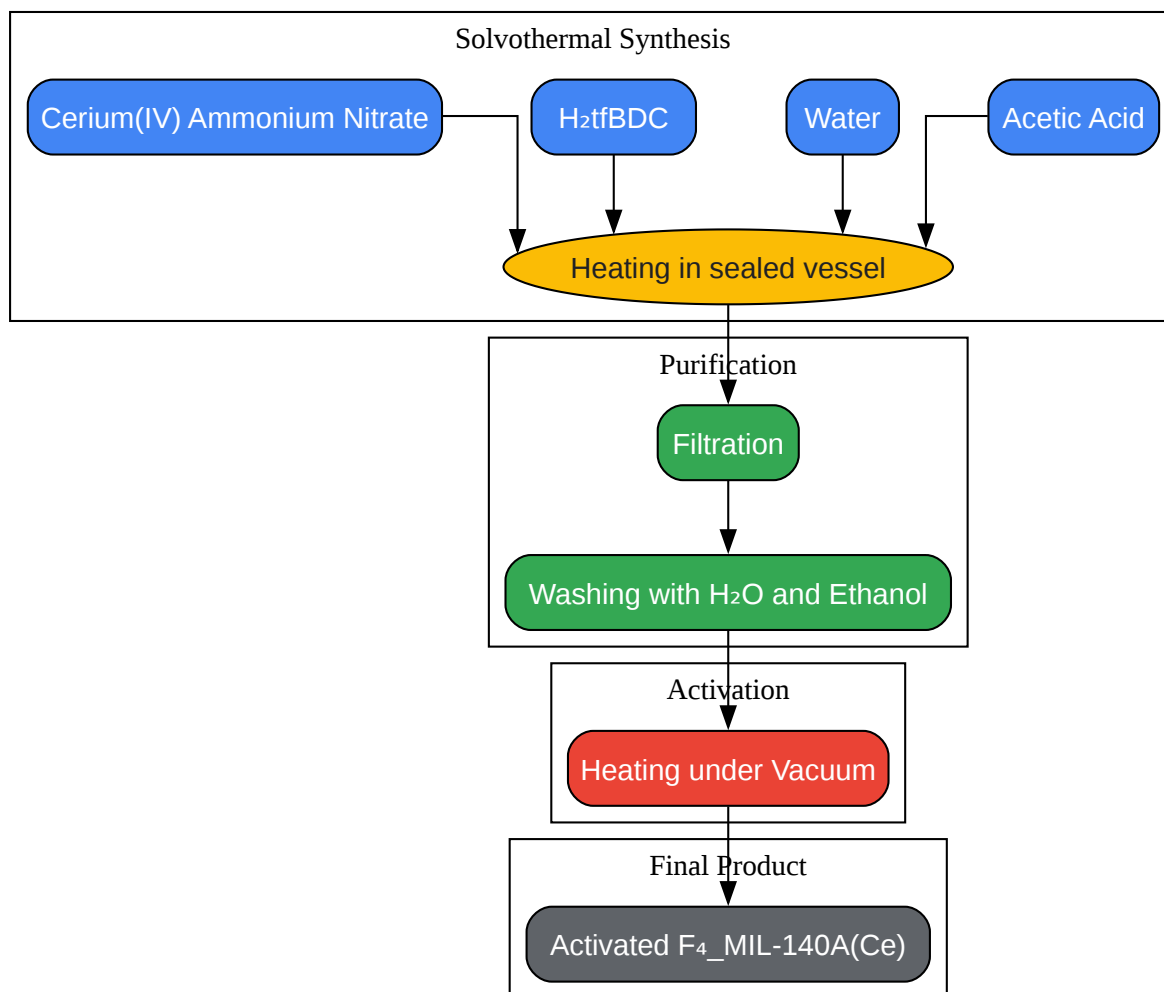 Solvothermal Synthesis
Cerium(IV) Ammonium Nitrate
H₂tfBDC
Water
Acetic Acid
Heating in sealed vessel
Purification
Filtration
Washing with H₂O and Ethanol
Activation
Heating under Vacuum
Final Product
Activated F₄_MIL-140A(Ce)